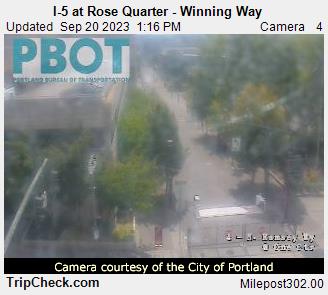 I-5 at Rose Quarter - Winning Way
Updated Sep 20 2023 1:16 PM Camera 4
PBOT
PORTLAND BUREAU OF TRANSPORTATION
Camera courtesy of the City of Portland
TripCheck.com Milepost302.00